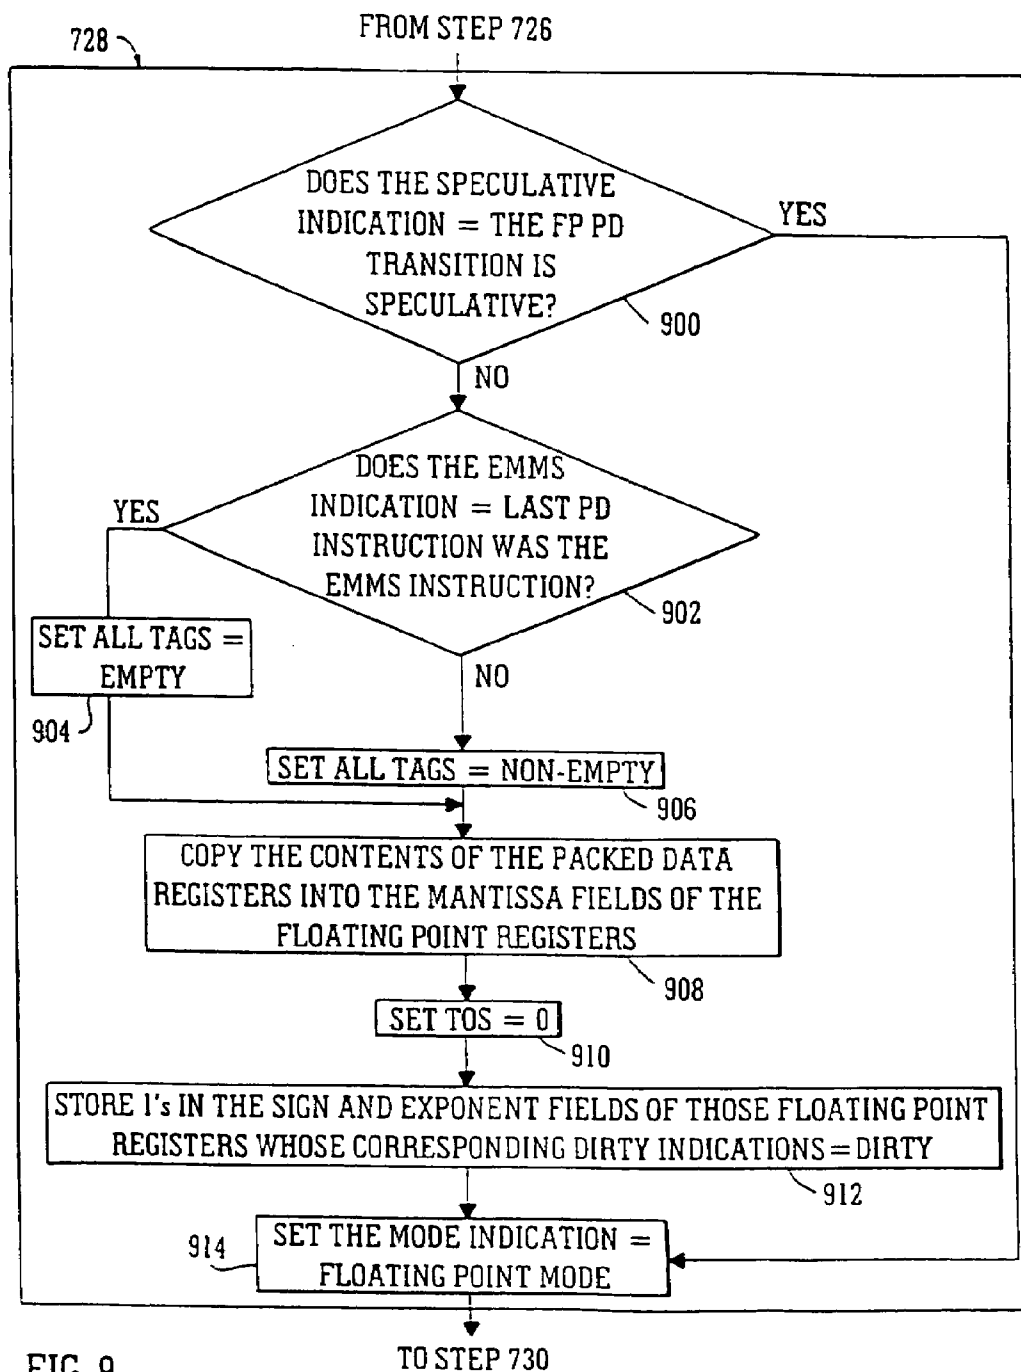 FROM STEP 726
728
DOES THE SPECULATIVE
INDICATION = THE FP PD
TRANSITION IS
SPECULATIVE?
YES
900
NO
DOES THE EMMS
INDICATION = LAST PD
INSTRUCTION WAS THE
EMMS INSTRUCTION?
YES
902
SET ALL TAGS =
EMPTY
904
NO
SET ALL TAGS = NON-EMPTY
906
COPY THE CONTENTS OF THE PACKED DATA
REGISTERS INTO THE MANTISSA FIELDS OF THE
FLOATING POINT REGISTERS
908
SET TOS = 0
910
STORE 1's IN THE SIGN AND EXPONENT FIELDS OF THOSE FLOATING POINT
REGISTERS WHOSE CORRESPONDING DIRTY INDICATIONS = DIRTY
912
914
SET THE MODE INDICATION =
FLOATING POINT MODE
TO STEP 730
FIG. 9